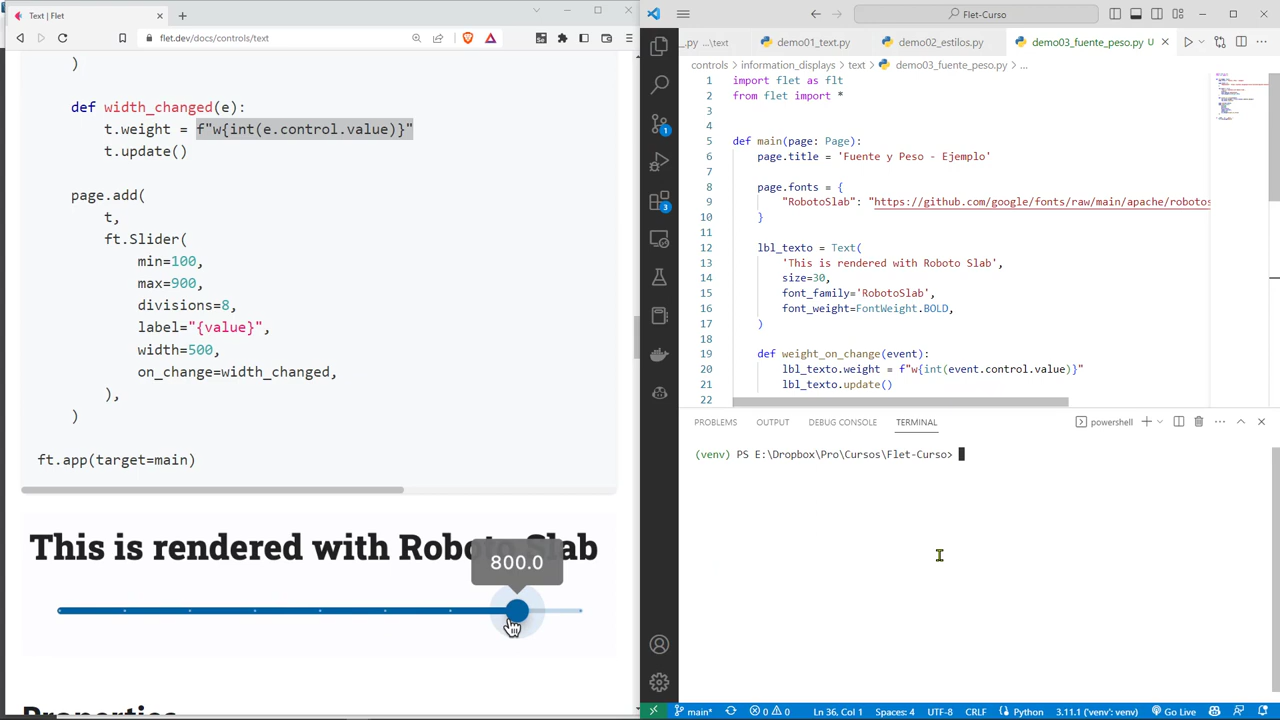 Text | Flet
flet.dev/docs/controls/text
)
def width_changed(e):
t.weight = f"w{int(e.control.value)}"
t.update()
page.add(
t,
ft.Slider(
min=100,
max=900,
divisions=8,
label="{value}",
width=500,
on_change=width_changed,
),
)
ft.app(target=main)
This is rendered with Roboto Slab
800.0
Flet-Curso
.py ...\text
demo01_text.py
demo02_estilos.py
demo03_fuente_peso.py U
controls > information_displays > text > demo03_fuente_peso.py > ...
1 import flet as flt
2 from flet import *
3
4
5 def main(page: Page):
6 page.title = 'Fuente y Peso - Ejemplo'
7
8 page.fonts = {
9 "RobotoSlab": "https://github.com/google/fonts/raw/main/apache/robotos
10 }
11
12 lbl_texto = Text(
13 'This is rendered with Roboto Slab',
14 size=30,
15 font_family='RobotoSlab',
16 font_weight=FontWeight.BOLD,
17 )
18
19 def weight_on_change(event):
20 lbl_texto.weight = f"w{int(event.control.value)}"
21 lbl_texto.update()
22
1
3
PROBLEMS OUTPUT DEBUG CONSOLE TERMINAL
powershell
(venv) PS E:\Dropbox\Pro\Cursos\Flet-Curso>
main* 0 0 Ln 36, Col 1 Spaces: 4 UTF-8 CRLF Python 3.11.1 ('venv': venv) Go Live